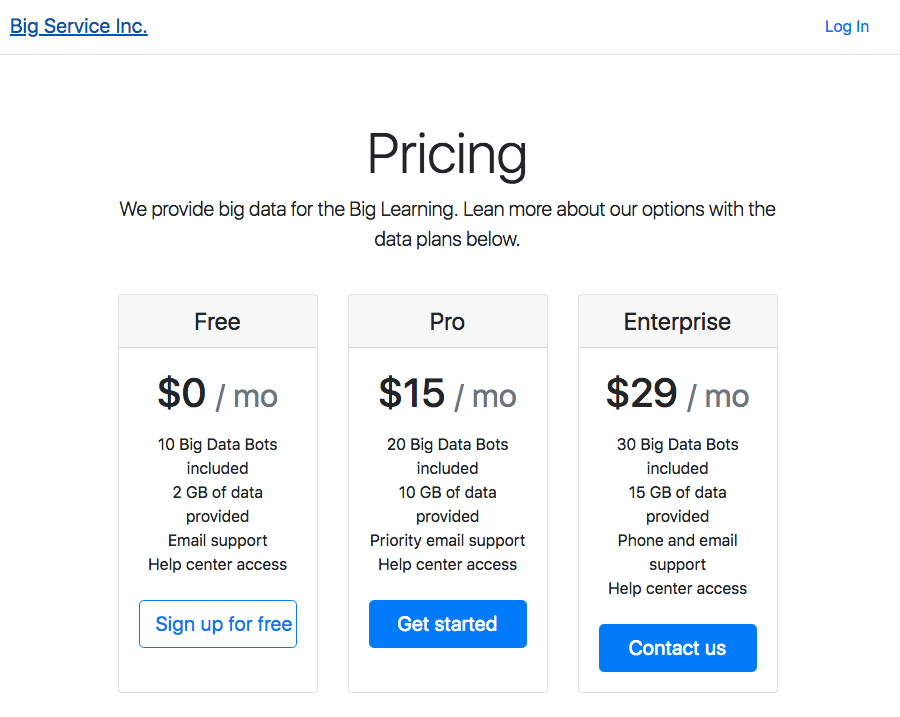 Big Service Inc.
Log In
Pricing
We provide big data for the Big Learning. Lean more about our options with the
data plans below.
Free
$0 / mo
10 Big Data Bots
included
2 GB of data
provided
Email support
Help center access
Sign up for free
Pro
$15 / mo
20 Big Data Bots
included
10 GB of data
provided
Priority email support
Help center access
Get started
Enterprise
$29 / mo
30 Big Data Bots
included
15 GB of data
provided
Phone and email
support
Help center access
Contact us